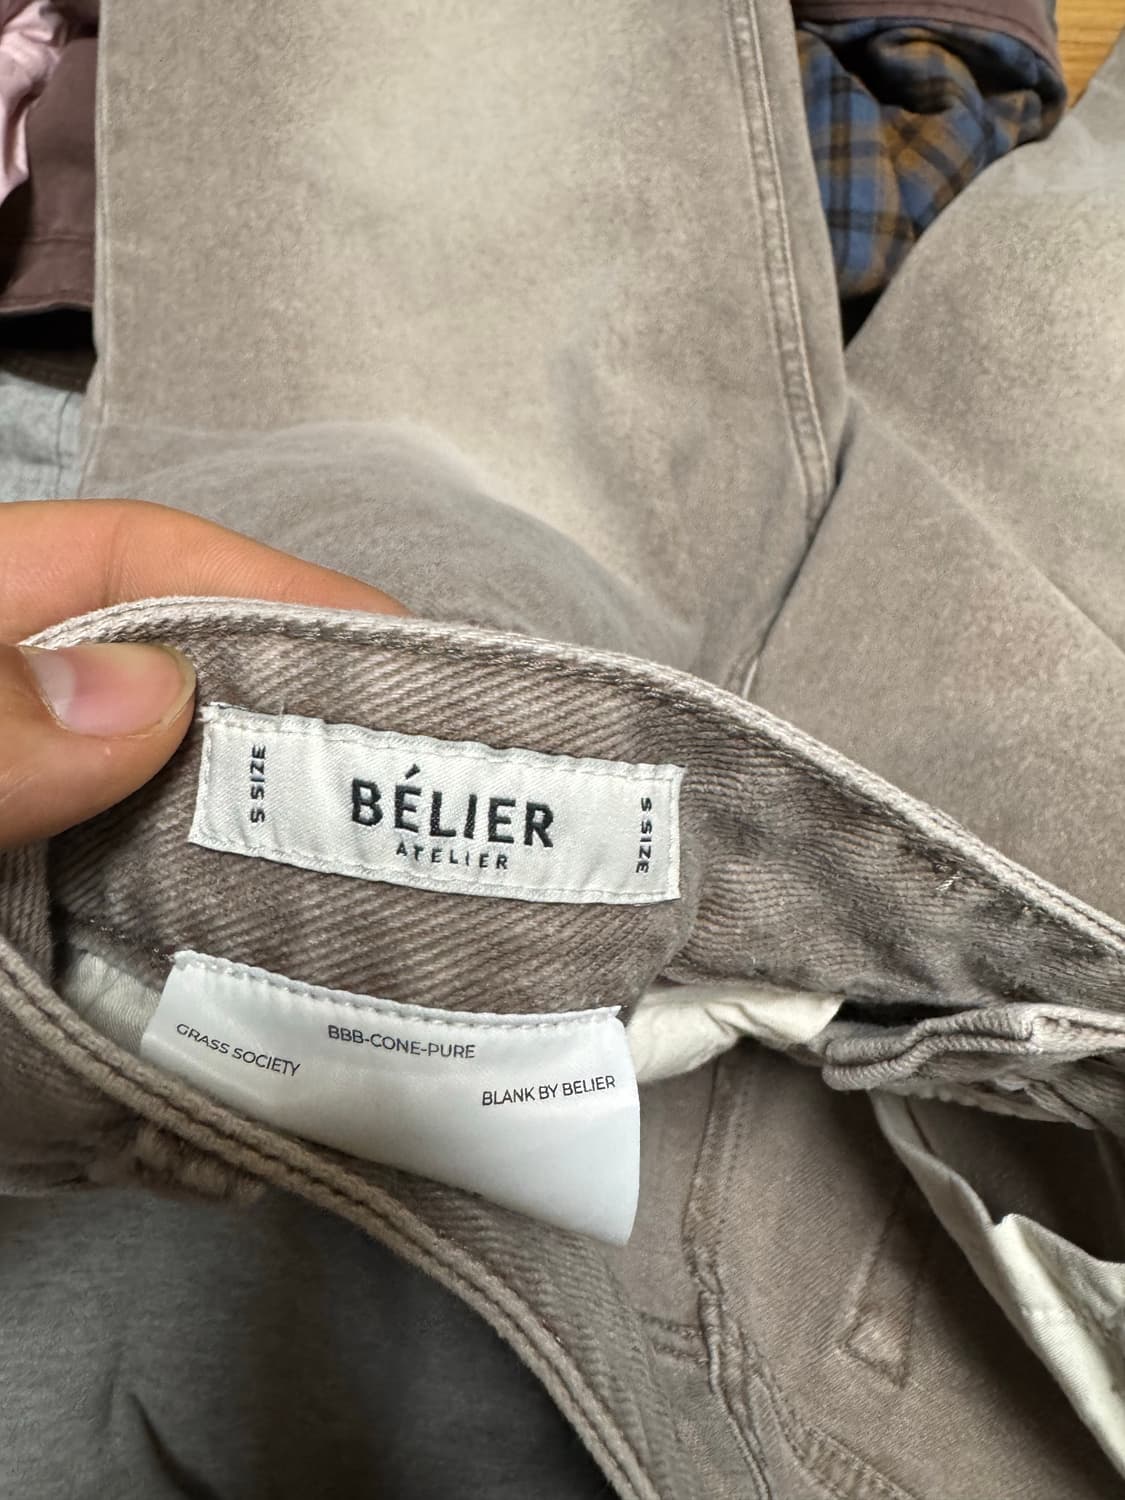 S SIZE
BÉLIER
ATELIER
S SIZE
BBB-CONE-PURE
GRASS SOCIETY
BLANK BY BELIER